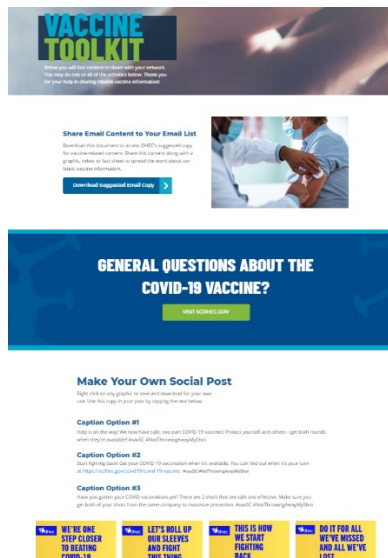 VACCINE
TOOLKIT
Below you will find content to share with your network.
You may do one or all of the activities below. Thank you
for your help in sharing reliable vaccine information!
Share Email Content to Your Email List
Download this document to access DHEC's suggested copy
for vaccine-related content. Share this content along with a
graphic, video, or fact sheet to spread the word about our
latest vaccine information.
Download Suggested Email Copy
GENERAL QUESTIONS ABOUT THE
COVID-19 VACCINE?
VISIT SCDHEC.GOV
Make Your Own Social Post
Right click on any graphic to save and download for your own
use. Use this copy in your post by copying the text below.
Caption Option #1
Help is on the way! We now have safe, two-part COVID-19 vaccines! Protect yourself and others—get both rounds
when they're available! #vaxSC #NotThrowingAwayMyShot
Caption Option #2
Start fighting back! Get your COVID-19 vaccination when it's available. You can find out when it's your turn
at https://scdhec.gov/covid19/covid-19-vaccine. #vaxSC #NotThrowingAwayMyShot
Caption Option #3
Have you gotten your COVID vaccinations yet? There are 2 shots that are safe and effective. Make sure you
get both of your shots from the same company to maximize protection. #vaxSC #NotThrowingAwayMyShot
WE'RE ONE
STEP CLOSER
TO BEATING
COVID-19
LET'S ROLL UP
OUR SLEEVES
AND FIGHT
THIS THING
THIS IS HOW
WE START
FIGHTING
BACK
DO IT FOR ALL
WE'VE MISSED
AND ALL WE'VE
LOST